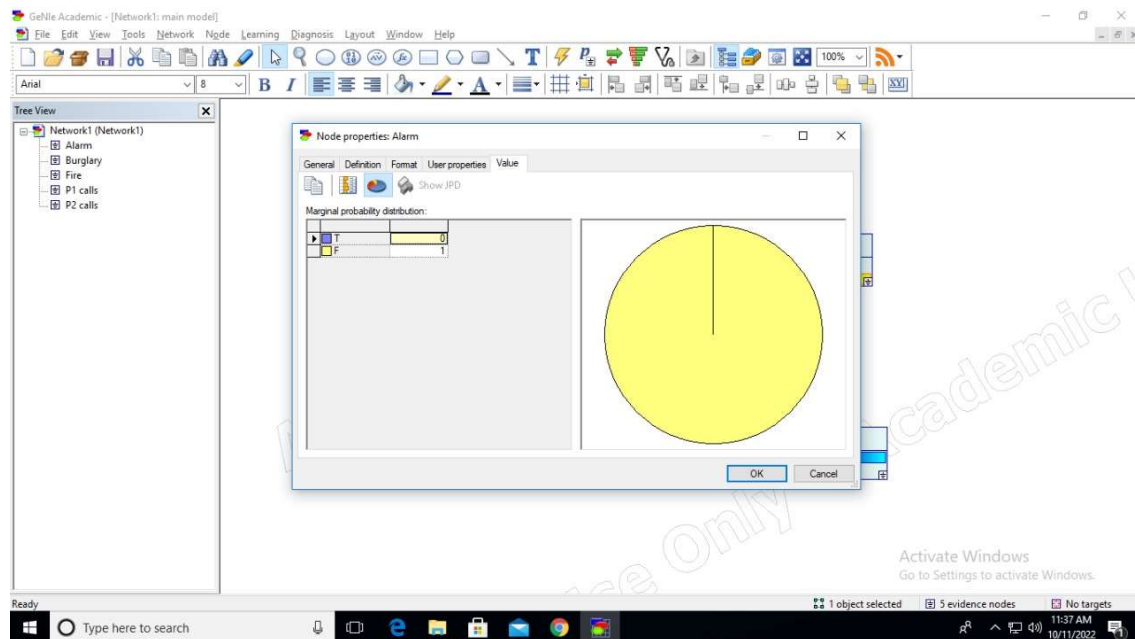 GeNIe Academic - [Network1: main model]
File Edit View Tools Network Node Learning Diagnosis Layout Window Help
100%
Arial 8 B I A
Tree View
Network1 (Network1)
Alarm
Burglary
Fire
P1 calls
P2 calls
Node properties: Alarm
General Definition Format User properties Value
Show JPD
Marginal probability distribution:
T 0
F 1
OK Cancel
Academic
Only
Activate Windows
Go to Settings to activate Windows.
Ready 1 object selected 5 evidence nodes No targets
Type here to search
11:37 AM
10/11/2022